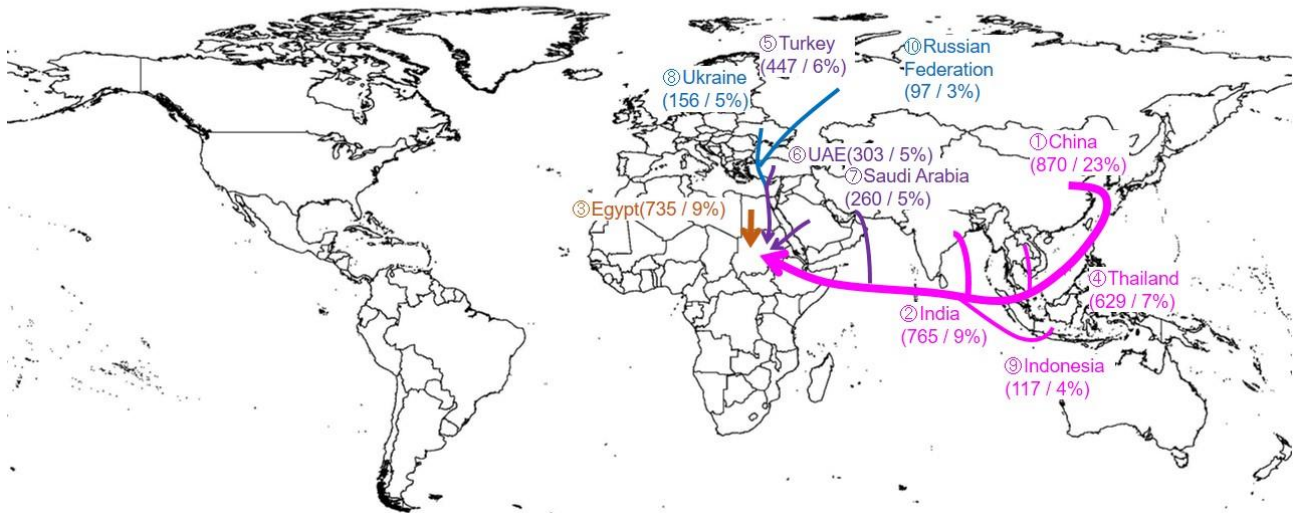 ⑤Turkey
(447 / 6%)
⑩Russian
Federation
(97 / 3%)
⑧Ukraine
(156 / 5%)
①China
(870 / 23%)
⑥UAE(303 / 5%)
⑦Saudi Arabia
(260 / 5%)
③Egypt(735 / 9%)
④Thailand
(629 / 7%)
②India
(765 / 9%)
⑨Indonesia
(117 / 4%)